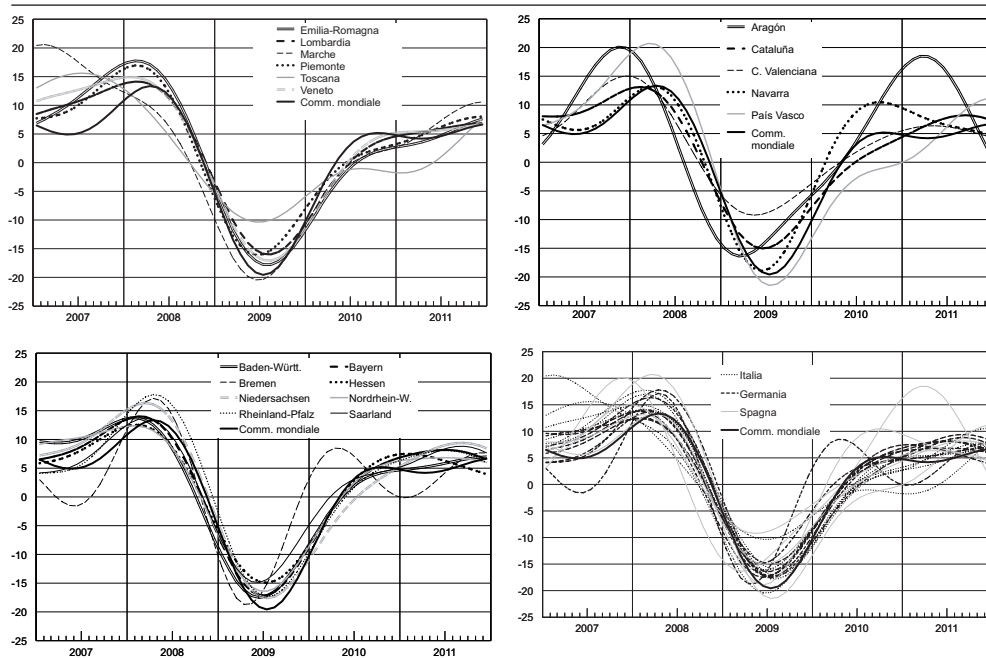 25
20
15
10
5
0
-5
-10
-15
-20
-25
2007 2008 2009 2010 2011
Emilia-Romagna
Lombardia
Marche
Piemonte
Toscana
Veneto
Comm. mondiale
25
20
15
10
5
0
-5
-10
-15
-20
-25
2007 2008 2009 2010 2011
Aragón
Cataluña
C. Valenciana
Navarra
País Vasco
Comm.
mondiale
25
20
15
10
5
0
-5
-10
-15
-20
-25
2007 2008 2009 2010 2011
Baden-Württ. Bayern
Bremen Hessen
Niedersachsen Nordrhein-W.
Rheinland-Pfalz Saarland
Comm. mondiale
25
20
15
10
5
0
-5
-10
-15
-20
-25
2007 2008 2009 2010 2011
Italia
Germania
Spagna
Comm. mondiale